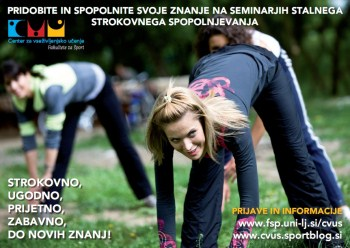 PRIDOBITE IN SPOPOLNITE SVOJE ZNANJE NA SEMINARJIH STALNEGA
STROKOVNEGA SPOPOLNJEVANJA
Center za vseživljenjsko učenje
Fakulteta za šport
STROKOVNO,
UGODNO,
PRIJETNO,
ZABAVNO,
DO NOVIH ZNANJ!
PRIJAVE IN INFORMACIJE
www.fsp.uni-lj.si/cvus
www.cvus.sportblog.si